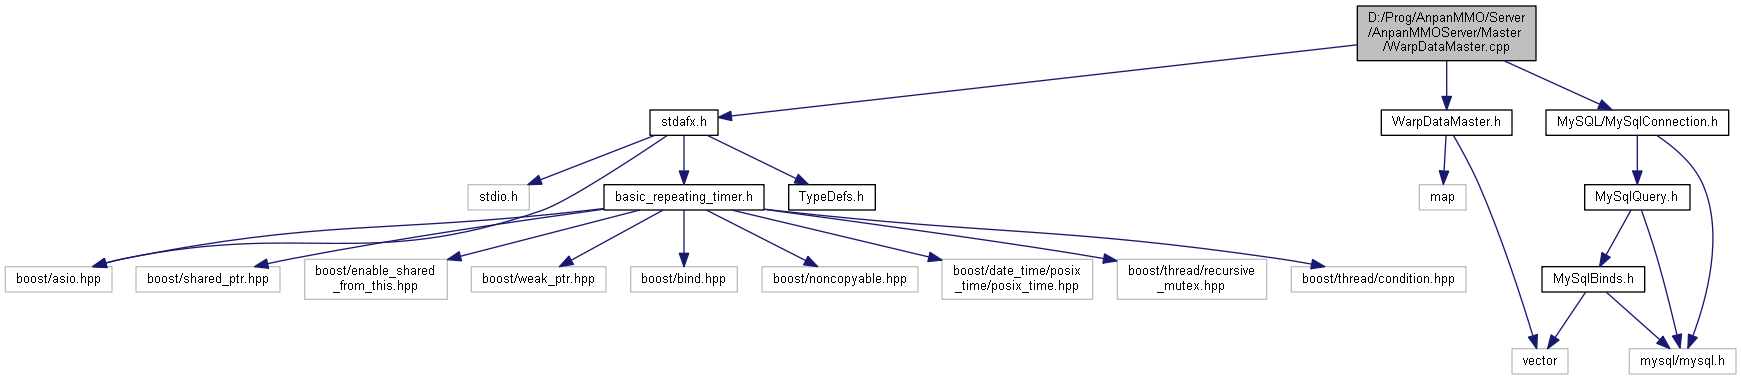 D:/Prog/AnpanMMO/Server
/AnpanMMOServer/Master
/WarpDataMaster.cpp
stdafx.h
WarpDataMaster.h
MySQL/MySqlConnection.h
stdio.h
basic_repeating_timer.h
TypeDefs.h
map
MySqlQuery.h
boost/asio.hpp
boost/shared_ptr.hpp
boost/enable_shared
_from_this.hpp
boost/weak_ptr.hpp
boost/bind.hpp
boost/noncopyable.hpp
boost/date_time/posix
_time/posix_time.hpp
boost/thread/recursive
_mutex.hpp
boost/thread/condition.hpp
MySqlBinds.h
vector
mysql/mysql.h